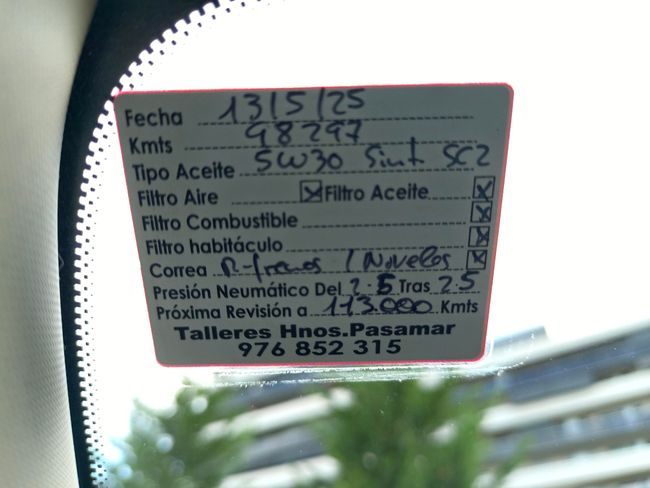 Fecha 13/5/25
Kmts 98297
Tipo Aceite 5W30 Sint SC2
Filtro Aire Filtro Aceite
Filtro Combustible
Filtro habitáculo
Correa R-frenos / Noveles
Presión Neumático Del 2.5 Tras 2.5
Próxima Revisión a 113.000 Kmts
Talleres Hnos.Pasamar
976 852 315